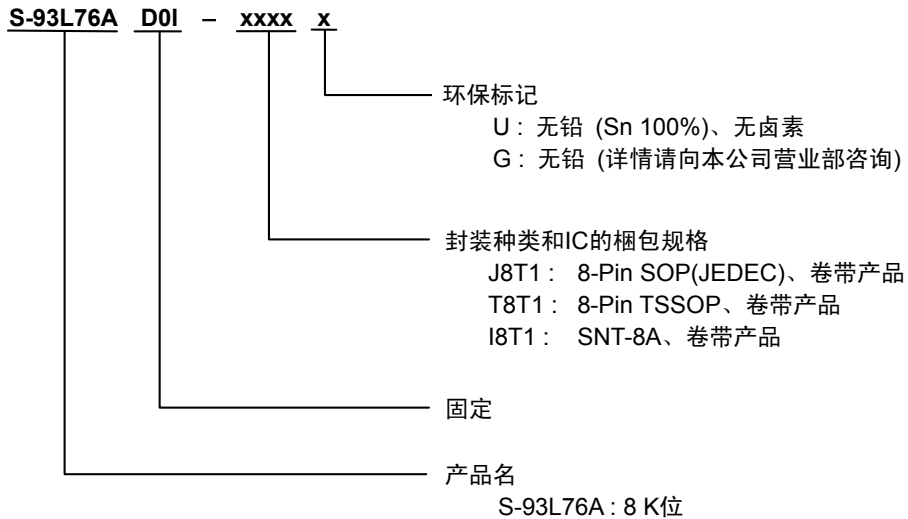 S-93L76A D0I – xxxx x
环保标记
U : 无铅 (Sn 100%)、无卤素
G : 无铅 (详情请向本公司营业部咨询)
封装种类和IC的梱包规格
J8T1 : 8-Pin SOP(JEDEC)、卷带产品
T8T1 : 8-Pin TSSOP、卷带产品
I8T1 : SNT-8A、卷带产品
固定
产品名
S-93L76A : 8 K位